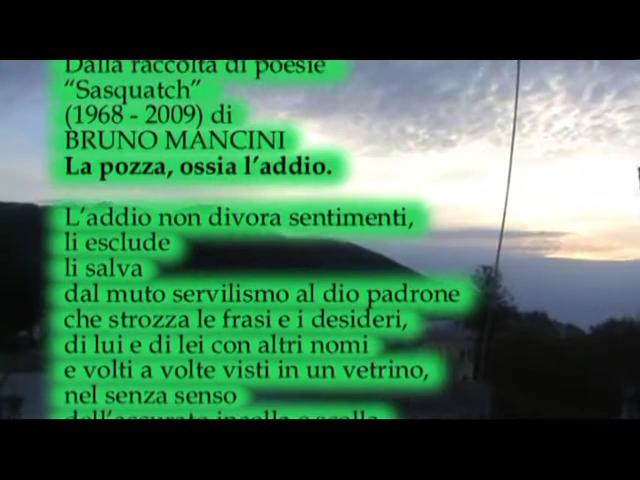 Dalla raccolta di poesie
“Sasquatch”
(1968 - 2009) di
BRUNO MANCINI
La pozza, ossia l’addio.
L’addio non divora sentimenti,
li esclude
li salva
dal muto servilismo al dio padrone
che strozza le frasi e i desideri,
di lui e di lei con altri nomi
e volti a volte visti in un vetrino,
nel senza senso